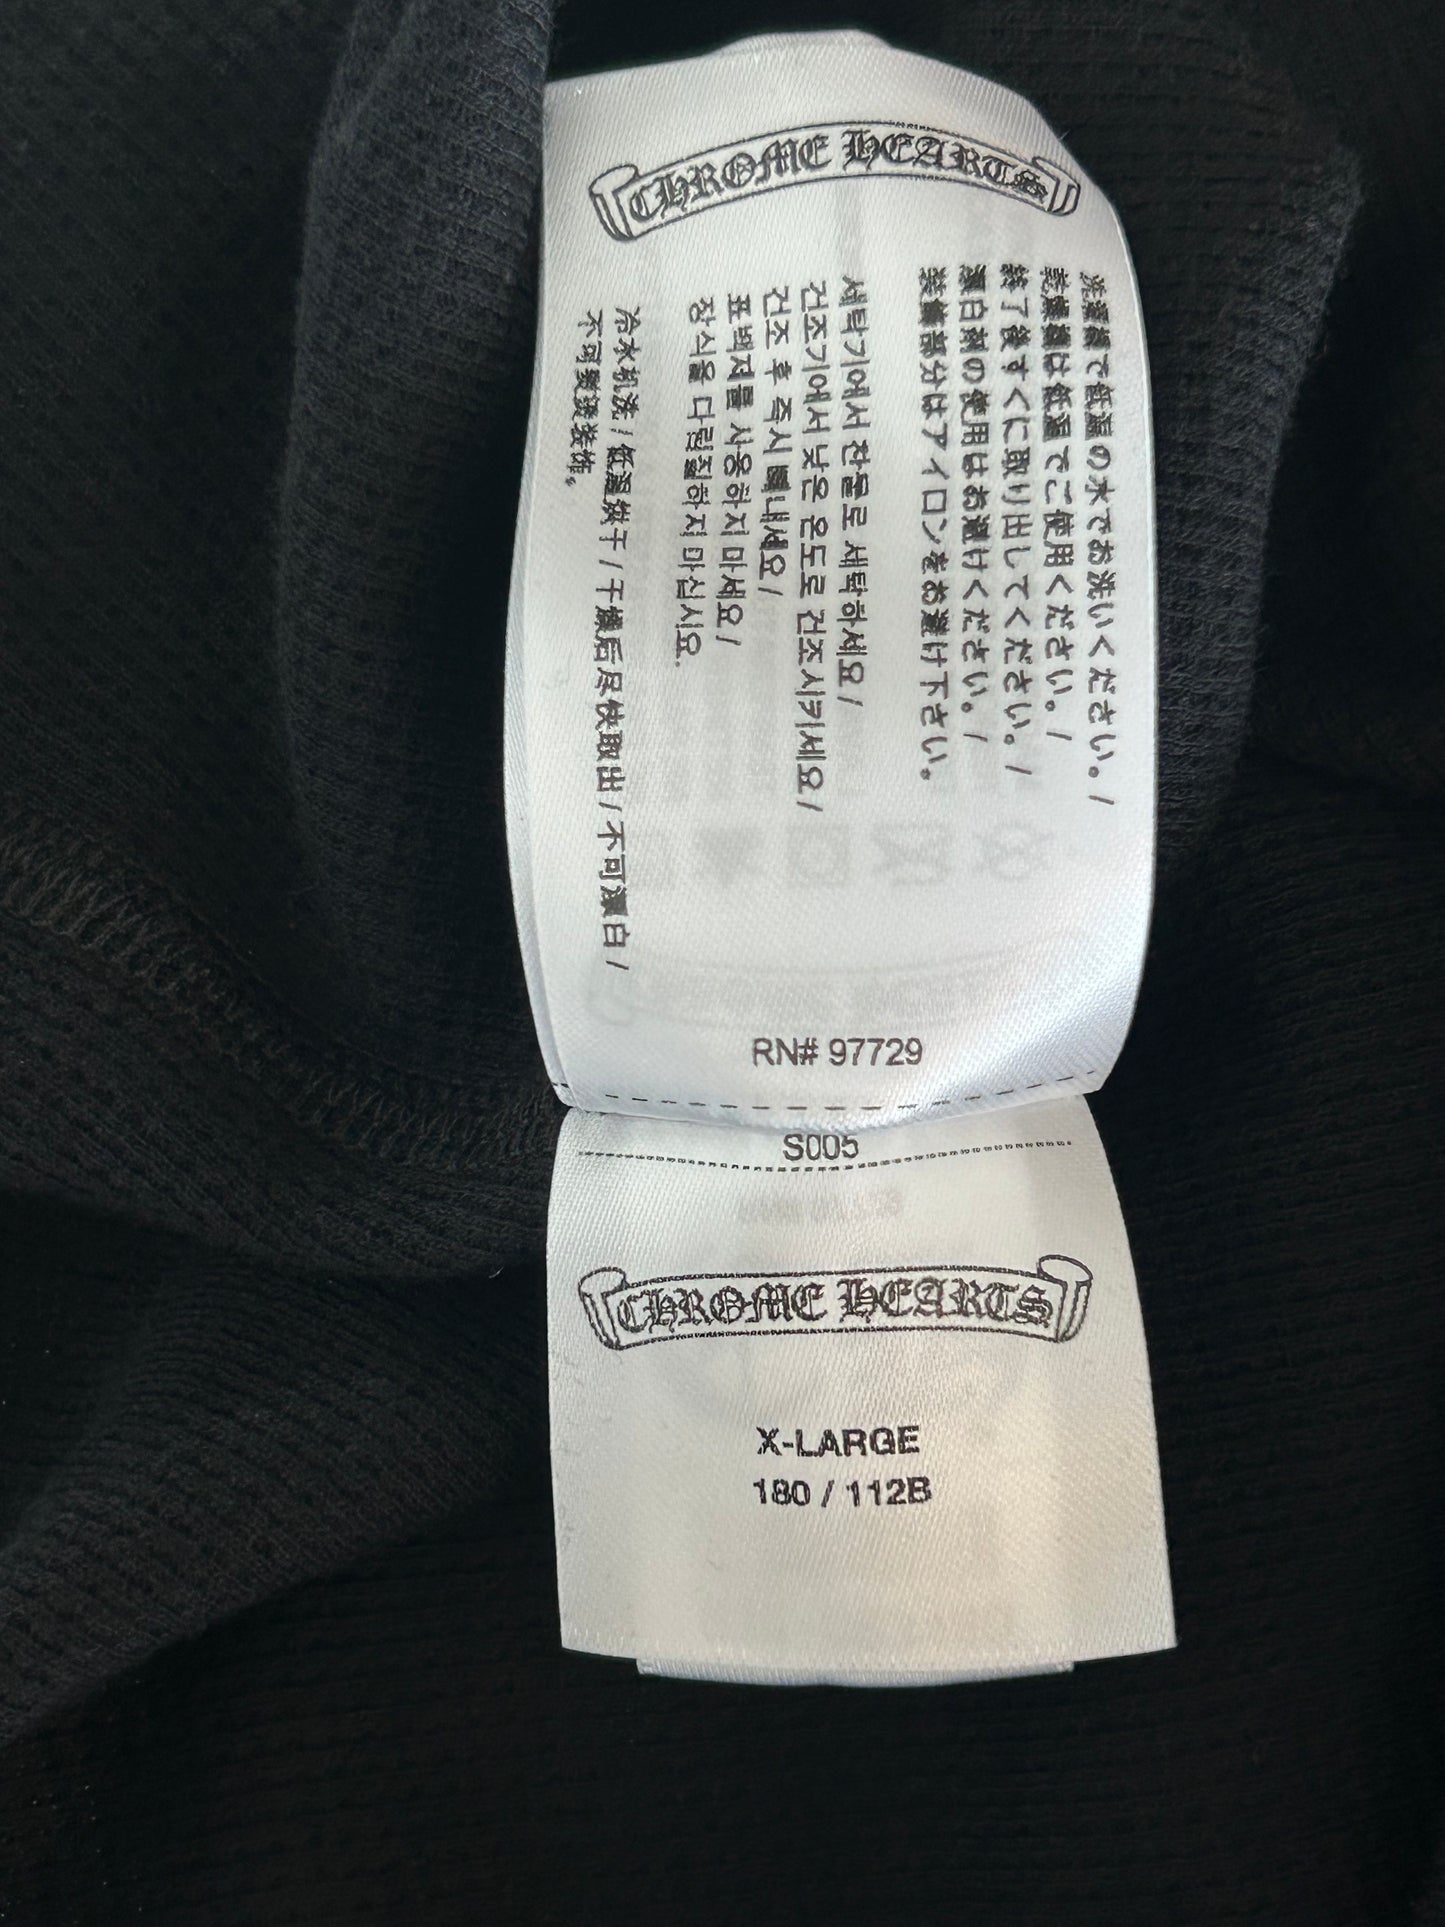 CHROME HEARTS
洗濯機で低温の水でお洗いください。/
乾燥機は低温でご使用ください。/
終了後すぐに取り出してください。/
漂白剤の使用はお避けください。/
装飾部分はアイロンをお避け下さい。
세탁기에서 찬물로 세탁하세요/
건조기에서 낮은 온도로 건조시키세요/
건조 후 즉시 빼내세요/
표백제를 사용하지 마세요/
장식을 다림질하지 마십시요.
冷水机洗/低温烘干/干燥后尽快取出/不可漂白/
不可熨烫装饰。
RN# 97729
S005
CHROME HEARTS
X-LARGE
180 / 112B